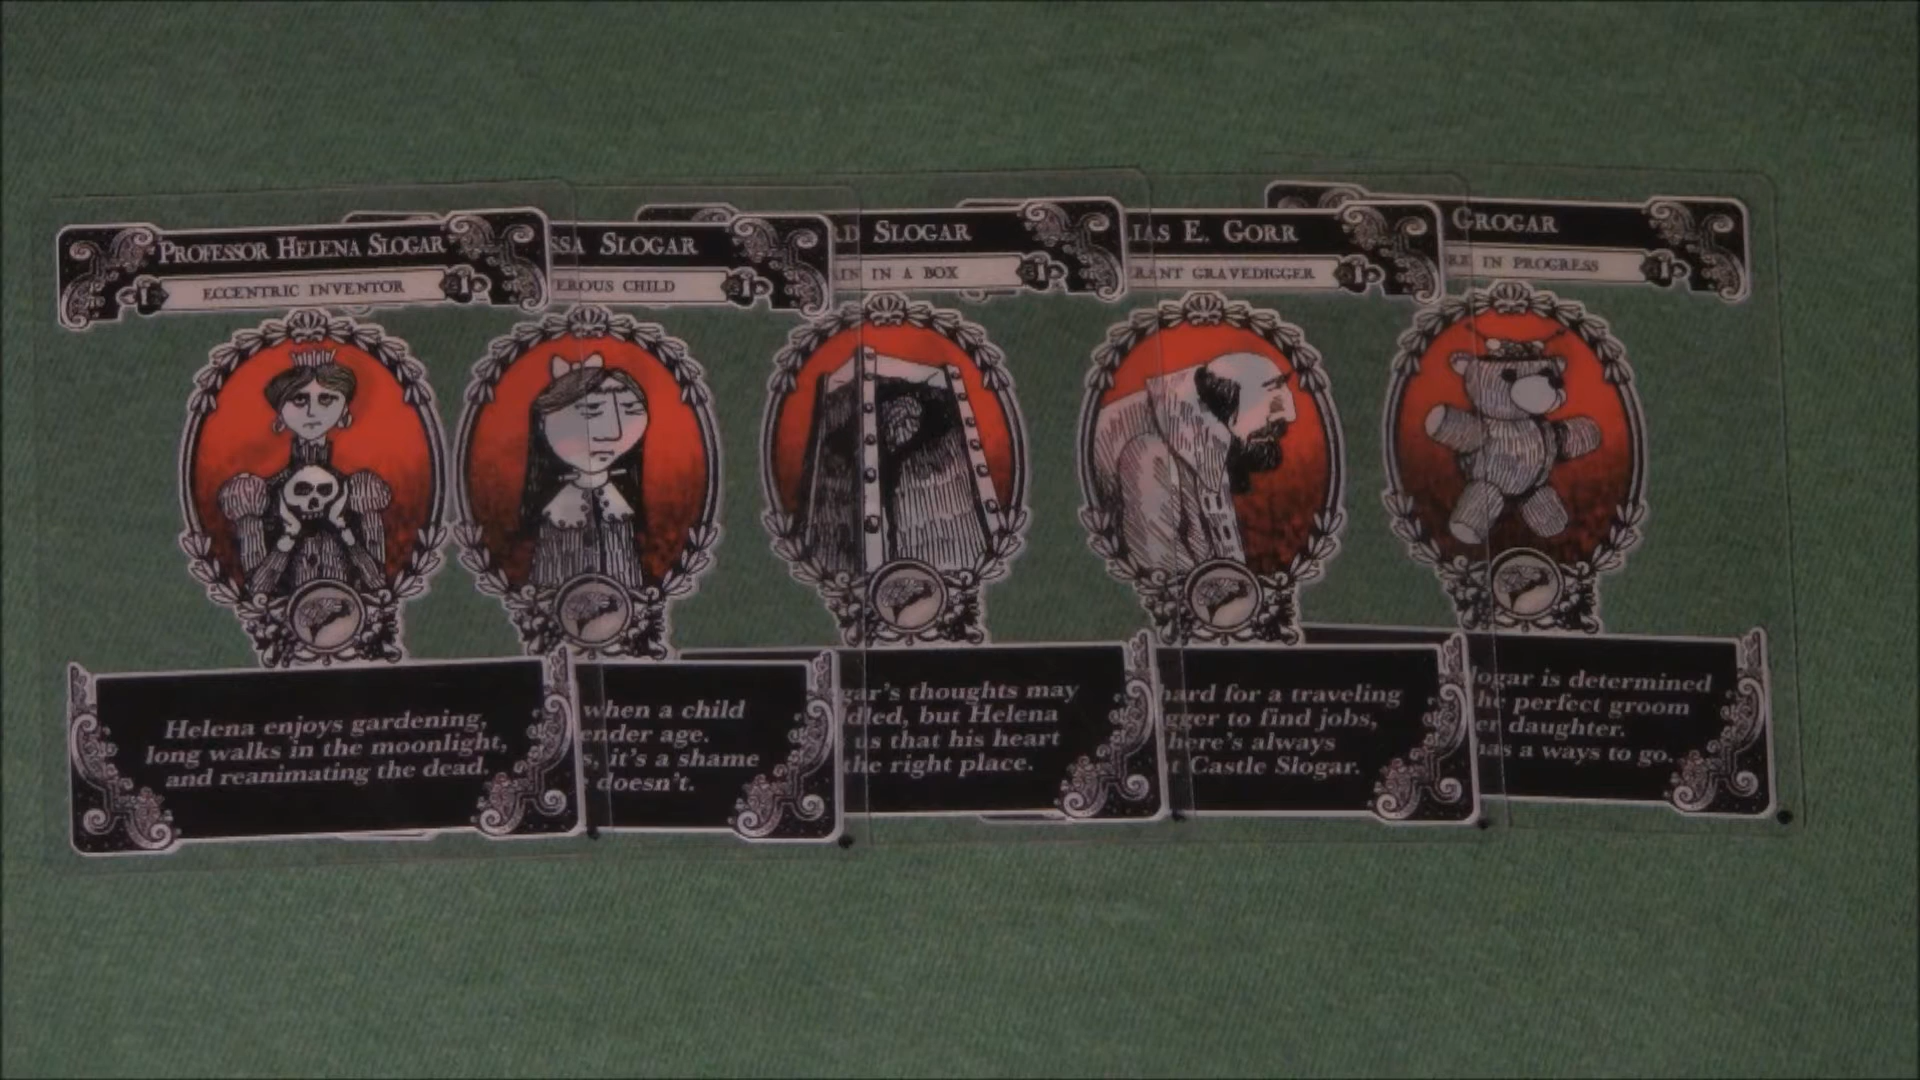 PROFESSOR HELENA SLOGAR
ECCENTRIC INVENTOR
1 1
Helena enjoys gardening,
long walks in the moonlight,
and reanimating the dead.
SSA SLOGAR
EROUS CHILD
1
when a child
ender age.
s, it's a shame
doesn't.
RD SLOGAR
IN IN A BOX
1
gar's thoughts may
dled, but Helena
us that his heart
the right place.
IAS E. GORR
ERANT GRAVEDIGGER
1
hard for a traveling
gger to find jobs,
here's always
t Castle Slogar.
GROGAR
RE IN PROGRESS
1
logar is determined
he perfect groom
er daughter.
has a ways to go.